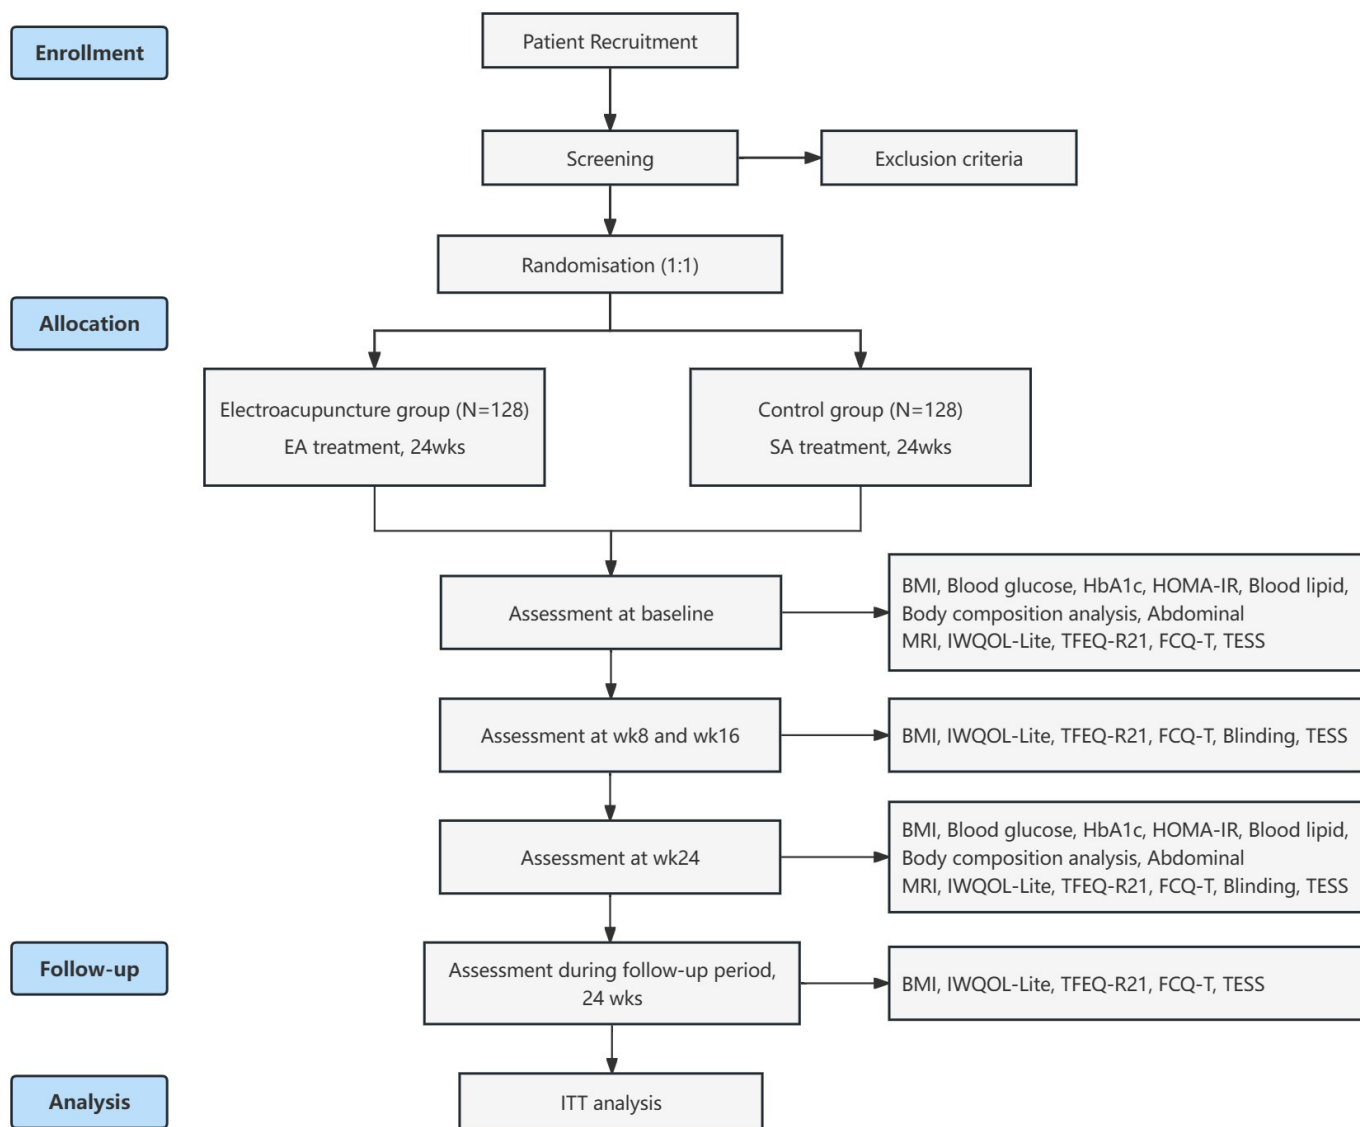 Enrollment
Patient Recruitment
Screening
Exclusion criteria
Randomisation (1:1)
Allocation
Electroacupuncture group (N=128)
EA treatment, 24wks
Control group (N=128)
SA treatment, 24wks
Assessment at baseline
BMI, Blood glucose, HbA1c, HOMA-IR, Blood lipid,
Body composition analysis, Abdominal
MRI, IWQOL-Lite, TFEQ-R21, FCQ-T, TESS
Assessment at wk8 and wk16
BMI, IWQOL-Lite, TFEQ-R21, FCQ-T, Blinding, TESS
Assessment at wk24
BMI, Blood glucose, HbA1c, HOMA-IR, Blood lipid,
Body composition analysis, Abdominal
MRI, IWQOL-Lite, TFEQ-R21, FCQ-T, Blinding, TESS
Follow-up
Assessment during follow-up period,
24 wks
BMI, IWQOL-Lite, TFEQ-R21, FCQ-T, TESS
Analysis
ITT analysis